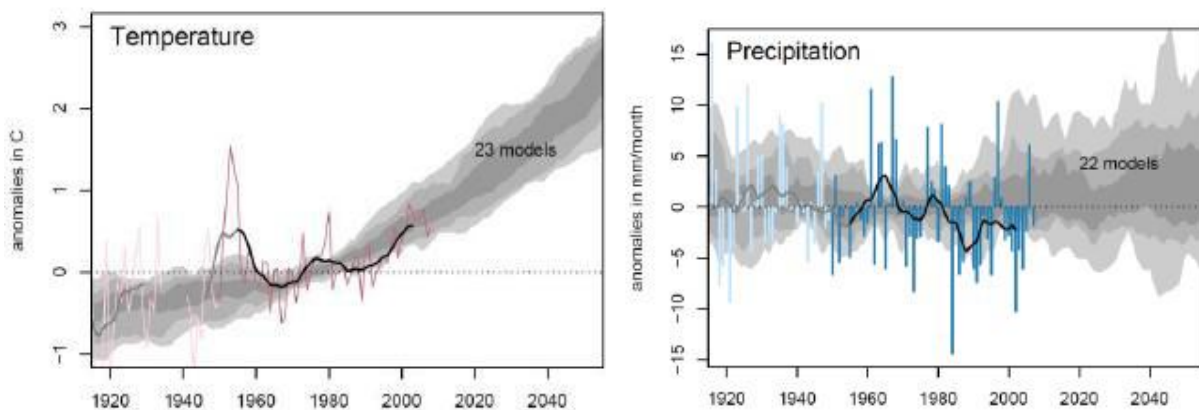 Temperature
anomalies in C
3
2
1
0
−1
23 models
1920 1940 1960 1980 2000 2020 2040
Precipitation
anomalies in mm/month
15
10
5
0
−5
−10
−15
22 models
1920 1940 1960 1980 2000 2020 2040